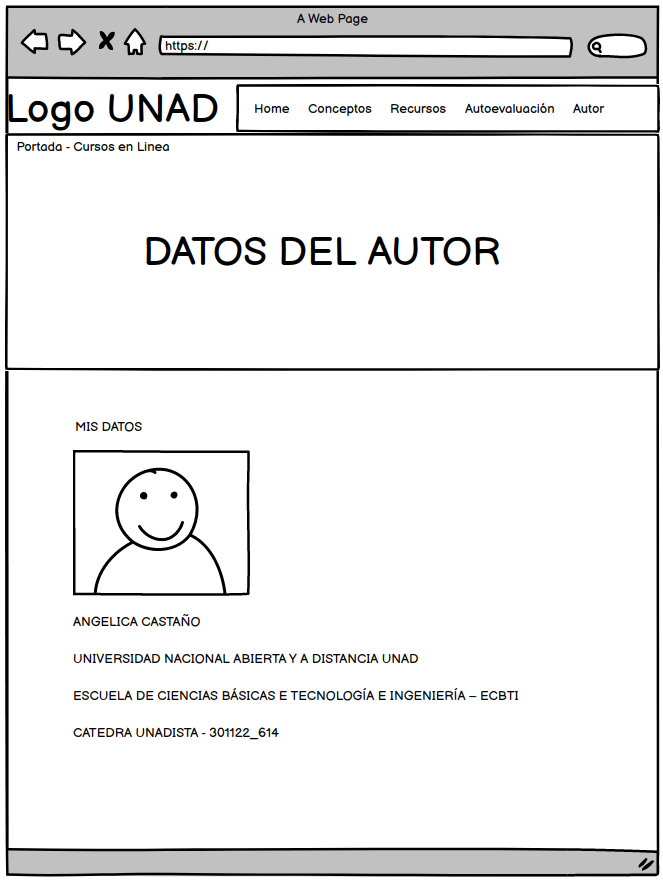 A Web Page
https://
Logo UNAD
Home Conceptos Recursos Autoevaluación Autor
Portada - Cursos en Linea
DATOS DEL AUTOR
MIS DATOS
ANGELICA CASTAÑO
UNIVERSIDAD NACIONAL ABIERTA Y A DISTANCIA UNAD
ESCUELA DE CIENCIAS BÁSICAS E TECNOLOGÍA E INGENIERÍA – ECBTI
CATEDRA UNADISTA - 301122_614